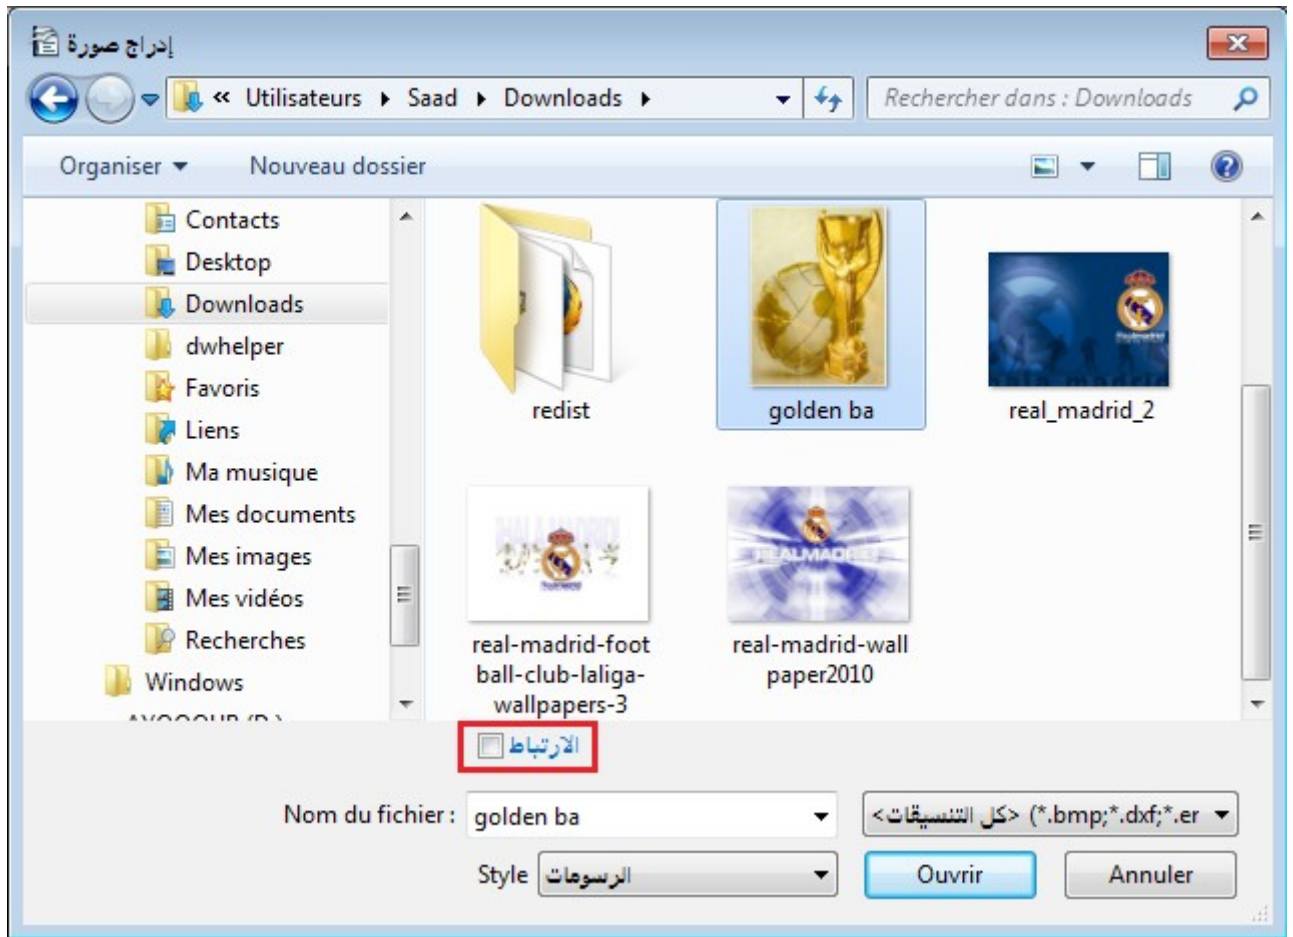 إدراج صورة
« Utilisateurs Saad Downloads
Rechercher dans : Downloads
Organiser
Nouveau dossier
Contacts
Desktop
Downloads
dwhelper
Favoris
Liens
Ma musique
Mes documents
Mes images
Mes vidéos
Recherches
Windows
redist
golden ba
real_madrid_2
real-madrid-foot
ball-club-laliga-
wallpapers-3
real-madrid-wall
paper2010
REALMADRID
الارتباط
Nom du fichier :
golden ba
<كل التنسيقات> (*.bmp;*.dxf;*.er
Style
الرسومات
Ouvrir
Annuler